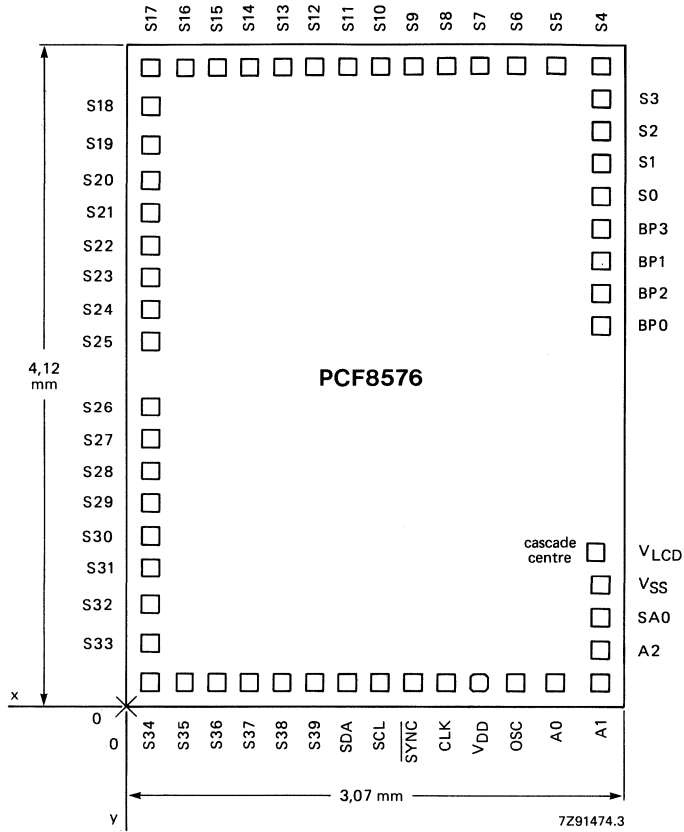 S17 S16 S15 S14 S13 S12 S11 S10 S9 S8 S7 S6 S5 S4
S18
S19
S20
S21
S22
S23
S24
S25
S26
S27
S28
S29
S30
S31
S32
S33
S3
S2
S1
S0
BP3
BP1
BP2
BP0
4,12
mm
PCF8576
cascade
centre
VLCD
VSS
SA0
A2
x
0
0
y
S34 S35 S36 S37 S38 S39 SDA SCL SYNC CLK VDD OSC A0 A1
3,07 mm
7Z91474.3